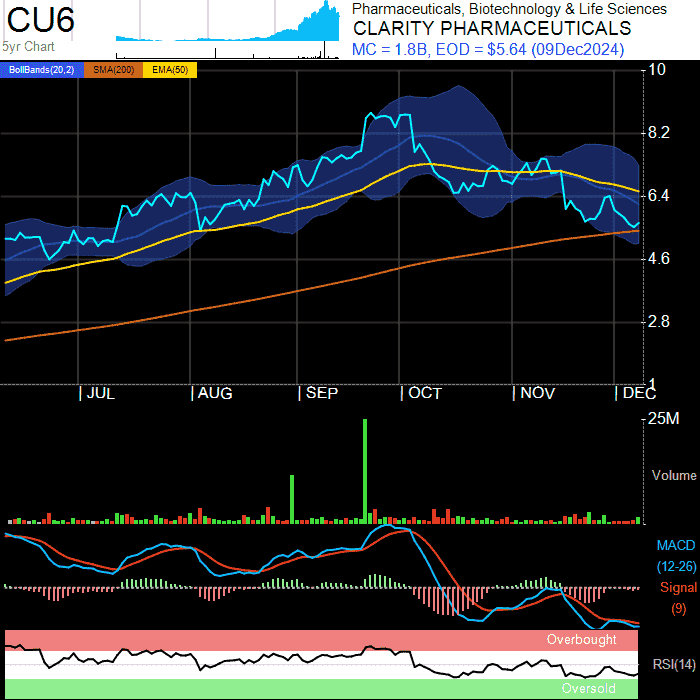 CU6
5yr Chart
Pharmaceuticals, Biotechnology & Life Sciences
CLARITY PHARMACEUTICALS
MC = 1.8B, EOD = $5.64 (09Dec2024)
BollBands(20,2) SMA(200) EMA(50)
10
8.2
6.4
4.6
2.8
1
JUL AUG SEP OCT NOV DEC
25M
Volume
MACD
(12-26)
Signal
(9)
Overbought
RSI(14)
Oversold